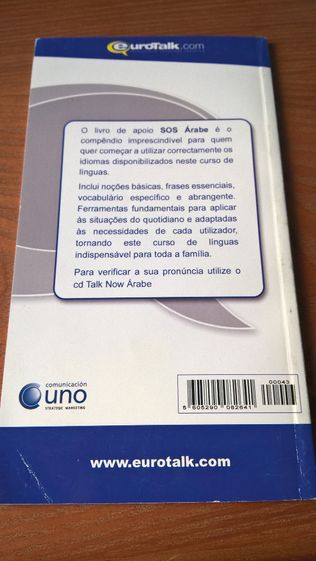 euroTalk.com
O livro de apoio SOS Árabe é o
compêndio imprescindível para quem
quer começar a utilizar correctamente os
idiomas disponibilizados neste curso de
línguas.
Inclui noções básicas, frases essenciais,
vocabulário específico e abrangente.
Ferramentas fundamentais para aplicar
às situações do quotidiano e adaptadas
às necessidades de cada utilizador,
tornando este curso de línguas
indispensável para toda a família.
Para verificar a sua pronúncia utilize o
cd Talk Now Árabe
comunicación
uno
STRATEGIC MARKETING
00043
5 606290 082641
www.eurotalk.com